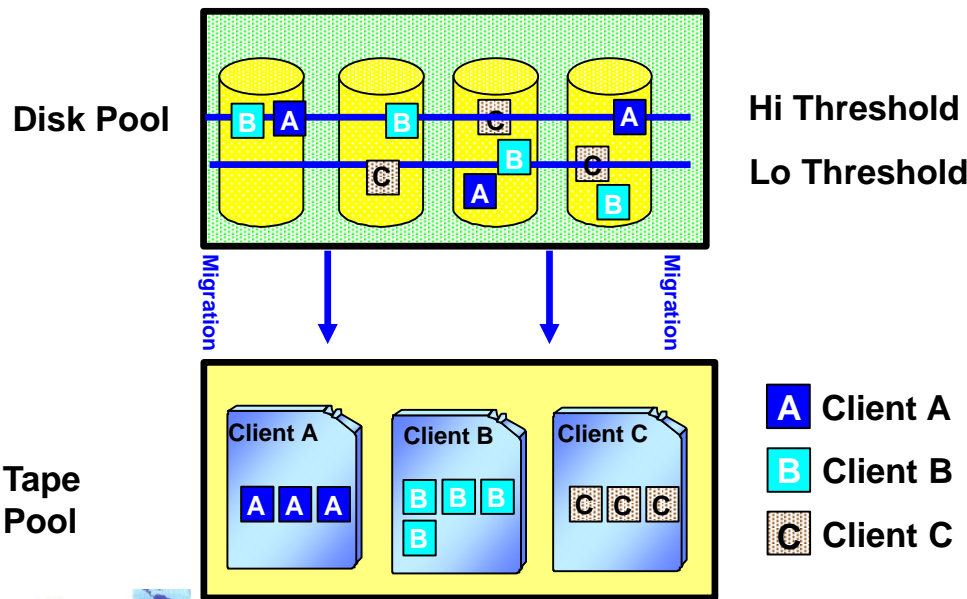 Disk Pool
B A B C A
B
C C
A B
Hi Threshold
Lo Threshold
Migration
Migration
Tape
Pool
Client A
A A A
Client B
B B B
B
Client C
C C C
A Client A
B Client B
C Client C